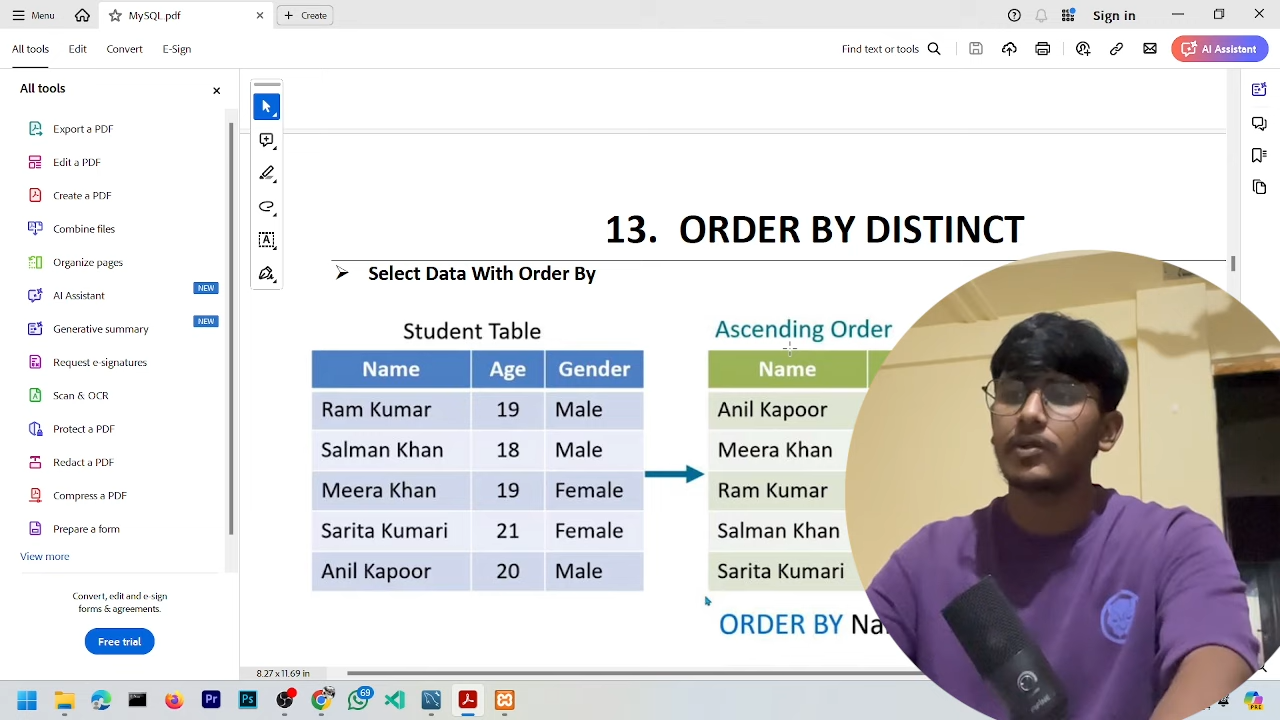 Menu
MySQL.pdf
Create
Sign in
All tools
Edit
Convert
E-Sign
Find text or tools
AI Assistant
All tools
Export a PDF
Edit a PDF
Create a PDF
Combine files
Organize pages
AI Assistant
NEW
Generative summary
NEW
Request e-signatures
Scan & OCR
Protect a PDF
Redact a PDF
Compress a PDF
Prepare a form
View more
Convert, edit and e-sign
forms & agreements.
Free trial
13. ORDER BY DISTINCT
Select Data With Order By
Student Table
Name Age Gender
Ram Kumar 19 Male
Salman Khan 18 Male
Meera Khan 19 Female
Sarita Kumari 21 Female
Anil Kapoor 20 Male
Ascending Order
Name
Anil Kapoor
Meera Khan
Ram Kumar
Salman Khan
Sarita Kumari
ORDER BY
8.27 x 11.69 in
Pr
Ps
69